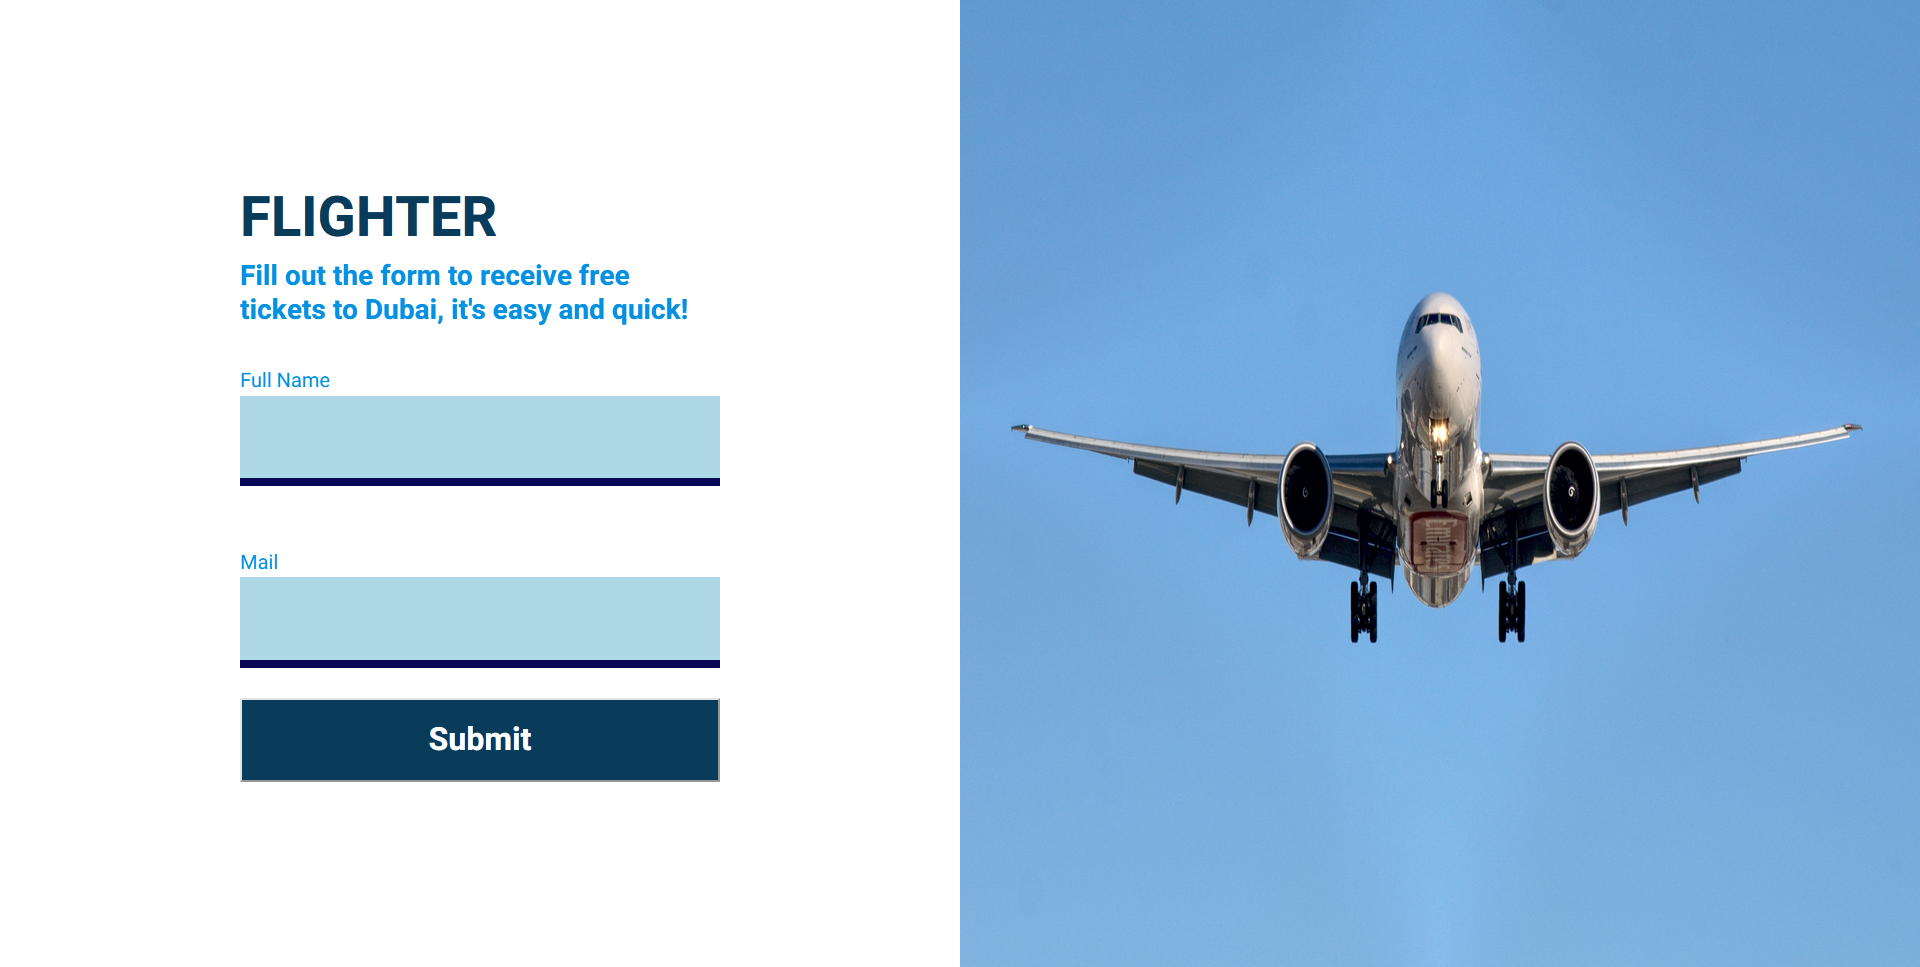 FLIGHTER
Fill out the form to receive free
tickets to Dubai, it's easy and quick!
Full Name
Mail
Submit